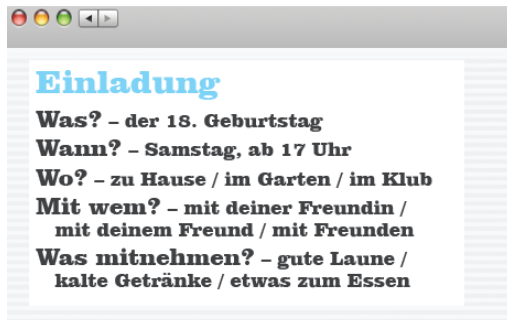 Einladung
Was? – der 18. Geburtstag
Wann? – Samstag, ab 17 Uhr
Wo? – zu Hause / im Garten / im Klub
Mit wem? – mit deiner Freundin /
mit deinem Freund / mit Freunden
Was mitnehmen? – gute Laune /
kalte Getränke / etwas zum Essen